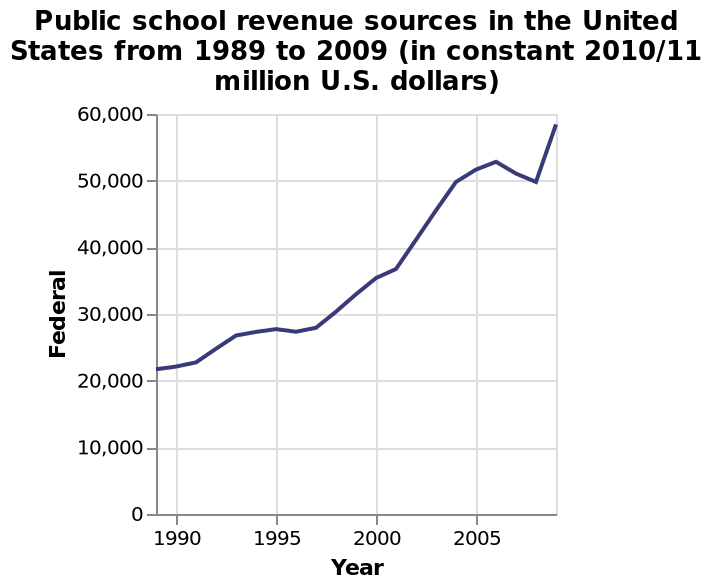 Public school revenue sources in the United
States from 1989 to 2009 (in constant 2010/11
million U.S. dollars)
60,000
50,000
40,000
30,000
20,000
10,000
0
Federal
1990 1995 2000 2005
Year